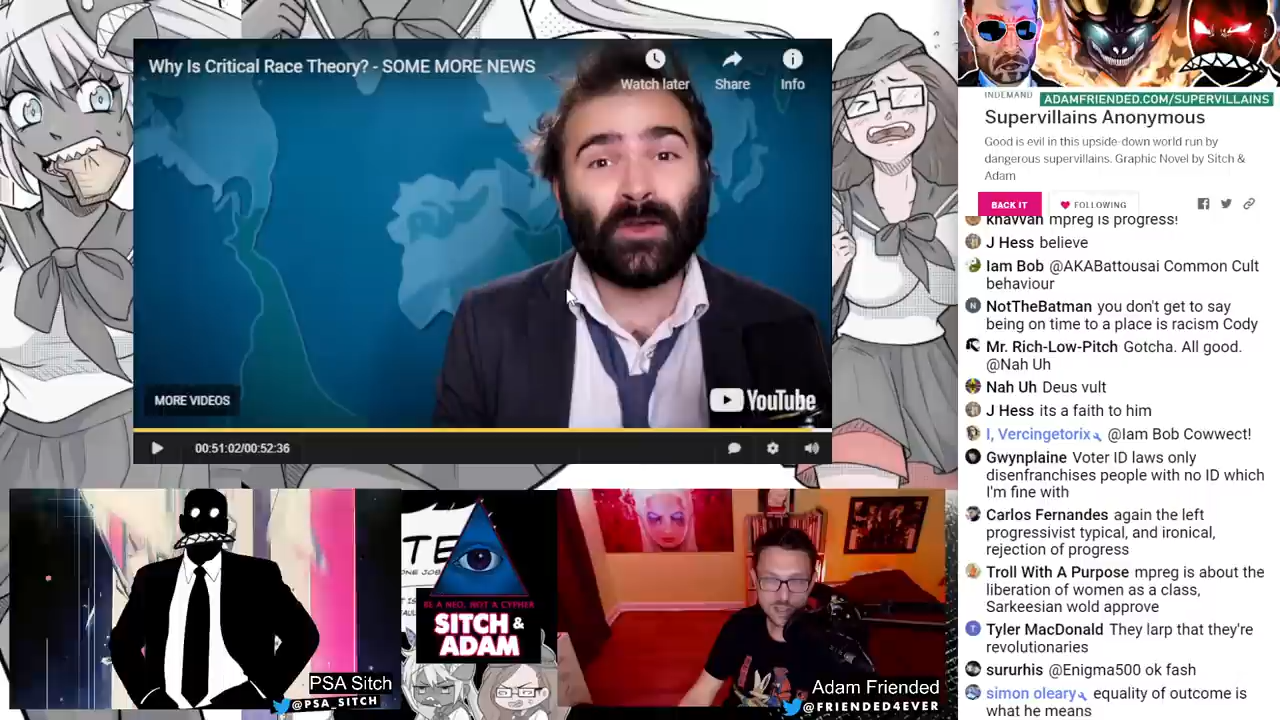 Why Is Critical Race Theory? - SOME MORE NEWS
Watch later
Share
Info
MORE VIDEOS
YouTube
00:51:02/00:52:36
INDEMAND
ADAMFRIENDED.COM/SUPERVILLAINS
Supervillains Anonymous
Good is evil in this upside-down world run by
dangerous supervillains. Graphic Novel by Sitch &
Adam
BACK IT
FOLLOWING
khaWah mpreg is progress!
J Hess believe
Iam Bob @AKABattousai Common Cult
behaviour
NotTheBatman you don't get to say
being on time to a place is racism Cody
Mr. Rich-Low-Pitch Gotcha. All good.
@Nah Uh
Nah Uh Deus vult
J Hess its a faith to him
I, Vercingetorix @Iam Bob Cowwect!
Gwynplaine Voter ID laws only
disenfranchises people with no ID which
I'm fine with
Carlos Fernandes again the left
progressivist typical, and ironical,
rejection of progress
Troll With A Purpose mpreg is about the
liberation of women as a class,
Sarkeesian wold approve
Tyler MacDonald They larp that they're
revolutionaries
sururhis @Enigma500 ok fash
simon oleary equality of outcome is
what he means
PSA Sitch
@PSA_SITCH
BE A NEO, NOT A CYPHER
SITCH &
ADAM
Adam Friended
@FRIENDED4EVER